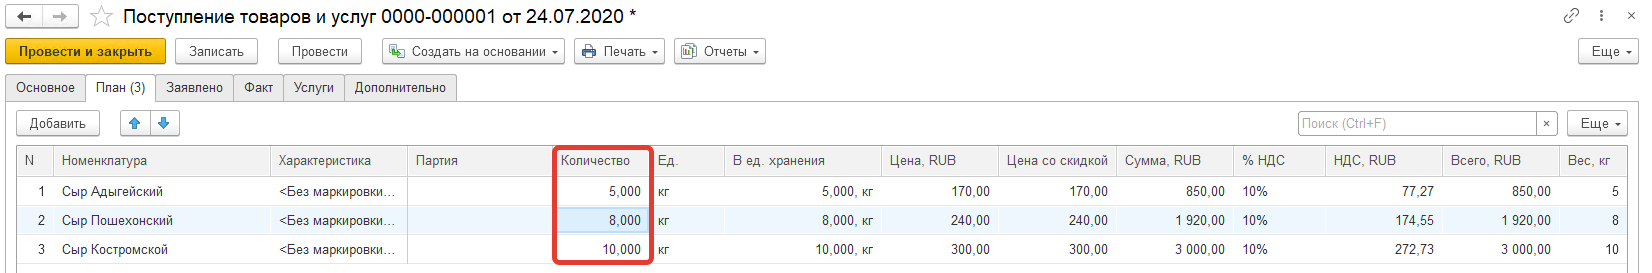 Поступление товаров и услуг 0000-000001 от 24.07.2020 *
Провести и закрыть Записать Провести Создать на основании Печать Отчеты Еще
Основное План (3) Заявлено Факт Услуги Дополнительно
Добавить Поиск (Ctrl+F) × Еще
N Номенклатура Характеристика Партия Количество Ед. В ед. хранения Цена, RUB Цена со скидкой Сумма, RUB % НДС НДС, RUB Всего, RUB Вес, кг
1 Сыр Адыгейский <Без маркировки... 5,000 кг 5,000, кг 170,00 170,00 850,00 10% 77,27 850,00 5
2 Сыр Пошехонский <Без маркировки... 8,000 кг 8,000, кг 240,00 240,00 1 920,00 10% 174,55 1 920,00 8
3 Сыр Костромской <Без маркировки... 10,000 кг 10,000, кг 300,00 300,00 3 000,00 10% 272,73 3 000,00 10